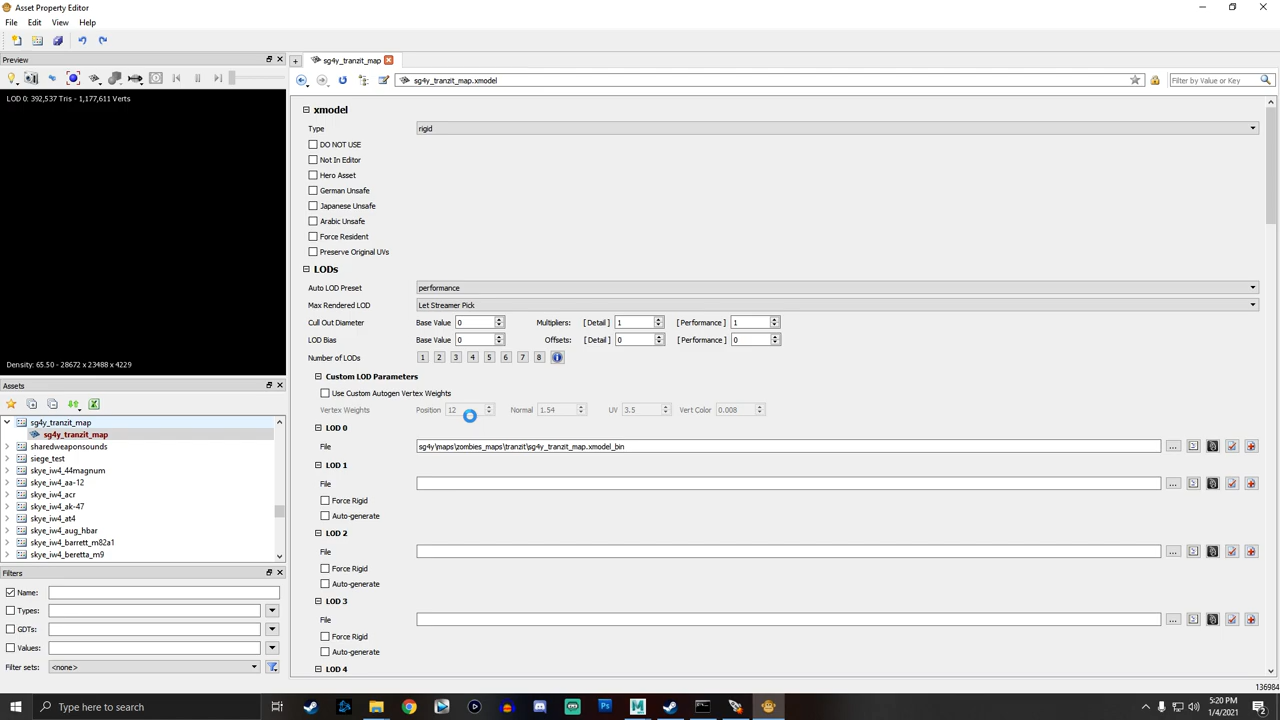 Asset Property Editor
File Edit View Help
Preview
sg4y_tranzit_map
sg4y_tranzit_map.xmodel
Filter by Value or Key
LOD 0: 392,537 Tris - 1,177,611 Verts
Density: 65.50 - 28672 x 23488 x 4229
Assets
sg4y_tranzit_map
sg4y_tranzit_map
sharedweaponsounds
siege_test
skye_iw4_44magnum
skye_iw4_aa-12
skye_iw4_acr
skye_iw4_ak-47
skye_iw4_at4
skye_iw4_aug_hbar
skye_iw4_barrett_m82a1
skye_iw4_beretta_m9
Filters
Name:
Types:
GDTs:
Values:
Filter sets: <none>
xmodel
Type rigid
DO NOT USE
Not In Editor
Hero Asset
German Unsafe
Japanese Unsafe
Arabic Unsafe
Force Resident
Preserve Original UVs
LODs
Auto LOD Preset performance
Max Rendered LOD Let Streamer Pick
Cull Out Diameter Base Value 0 Multipliers: [ Detail ] 1 [ Performance ] 1
LOD Bias Base Value 0 Offsets: [ Detail ] 0 [ Performance ] 0
Number of LODs 1 2 3 4 5 6 7 8
Custom LOD Parameters
Use Custom Autogen Vertex Weights
Vertex Weights Position 12 Normal 1.54 UV 3.5 Vert Color 0.008
LOD 0
File sg4y\maps\zombies_maps\tranzit\sg4y_tranzit_map.xmodel_bin ...
LOD 1
File ...
Force Rigid
Auto-generate
LOD 2
File ...
Force Rigid
Auto-generate
LOD 3
File ...
Force Rigid
Auto-generate
LOD 4
136984
Type here to search
5:20 PM
1/4/2021